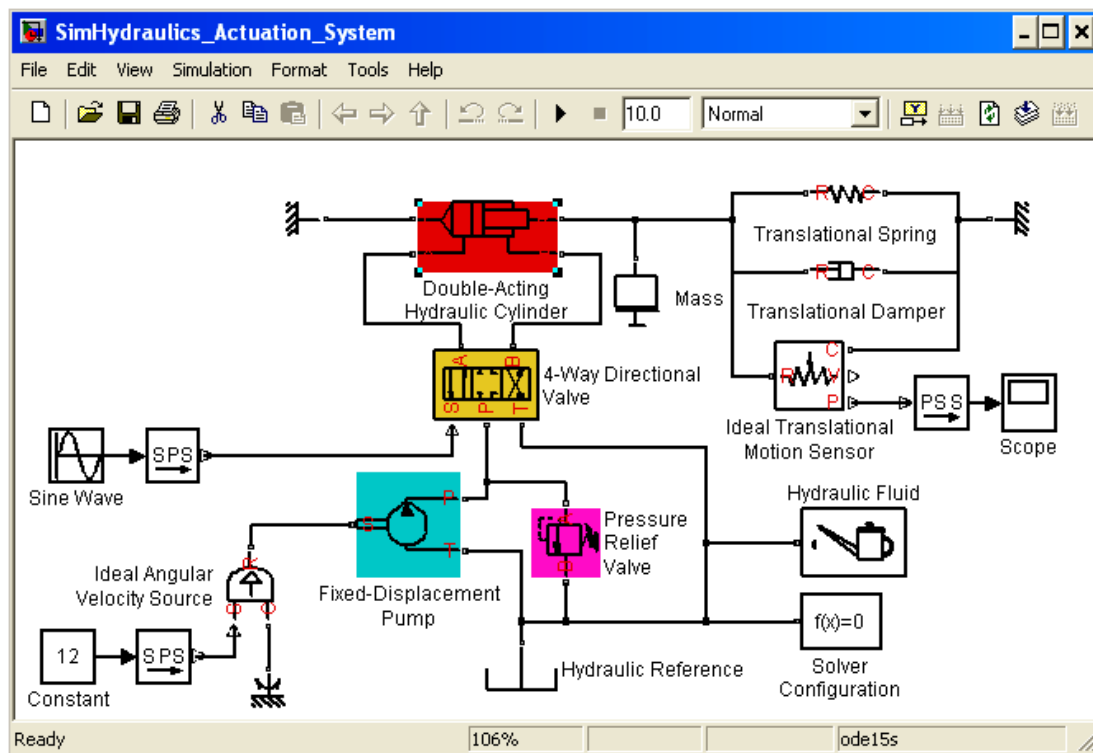 SimHydraulics_Actuation_System
File Edit View Simulation Format Tools Help
10.0 Normal
R C
Translational Spring
Double-Acting
Hydraulic Cylinder
Mass
R C
Translational Damper
A B
S P T
4-Way Directional
Valve
C
R V
P
Ideal Translational
Motion Sensor
PSS
Scope
SPS
Sine Wave
S P
T
Fixed-Displacement
Pump
A
B
Pressure
Relief
Valve
Hydraulic Fluid
R
S C
Ideal Angular
Velocity Source
12
Constant
SPS
Hydraulic Reference
f(x)=0
Solver
Configuration
Ready 106% ode15s